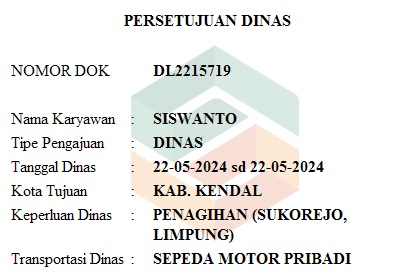 PERSETUJUAN DINAS
NOMOR DOK DL2215719
Nama Karyawan : SISWANTO
Tipe Pengajuan : DINAS
Tanggal Dinas : 22-05-2024 sd 22-05-2024
Kota Tujuan : KAB. KENDAL
Keperluan Dinas : PENAGIHAN (SUKOREJO,
LIMPUNG)
Transportasi Dinas : SEPEDA MOTOR PRIBADI